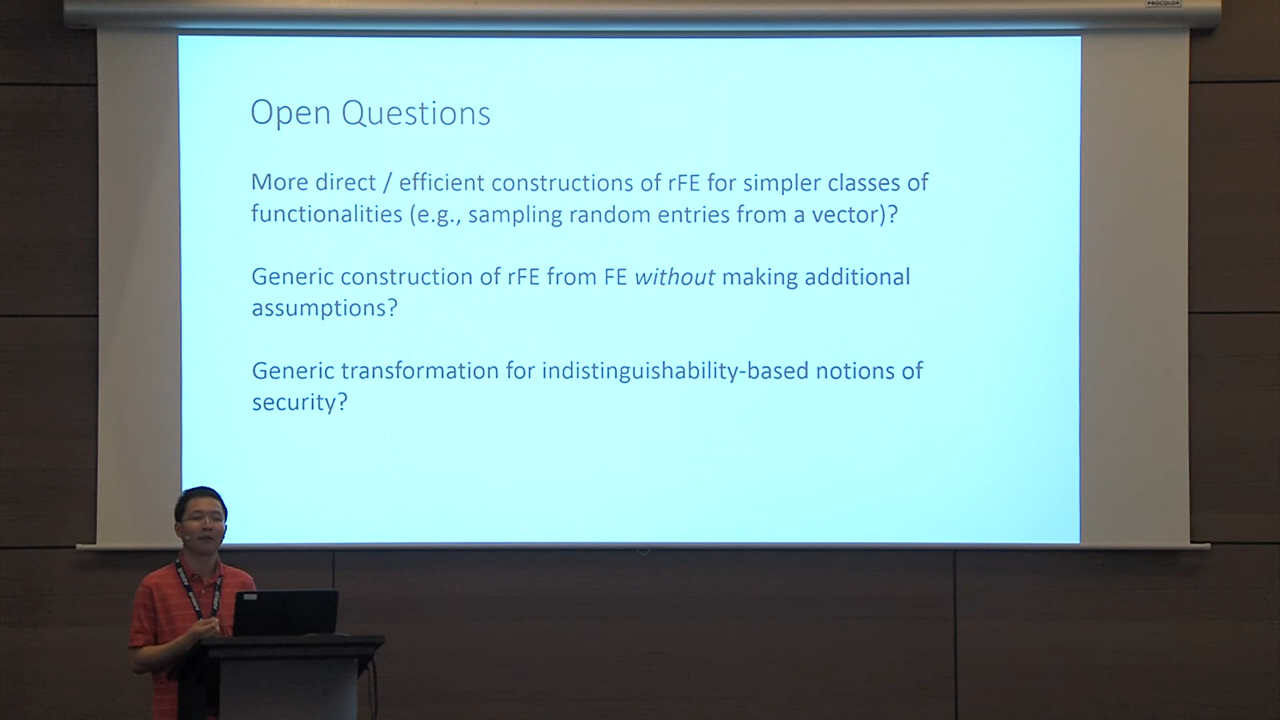 PROCOLOR
Open Questions
More direct / efficient constructions of rFE for simpler classes of
functionalities (e.g., sampling random entries from a vector)?
Generic construction of rFE from FE without making additional
assumptions?
Generic transformation for indistinguishability-based notions of
security?